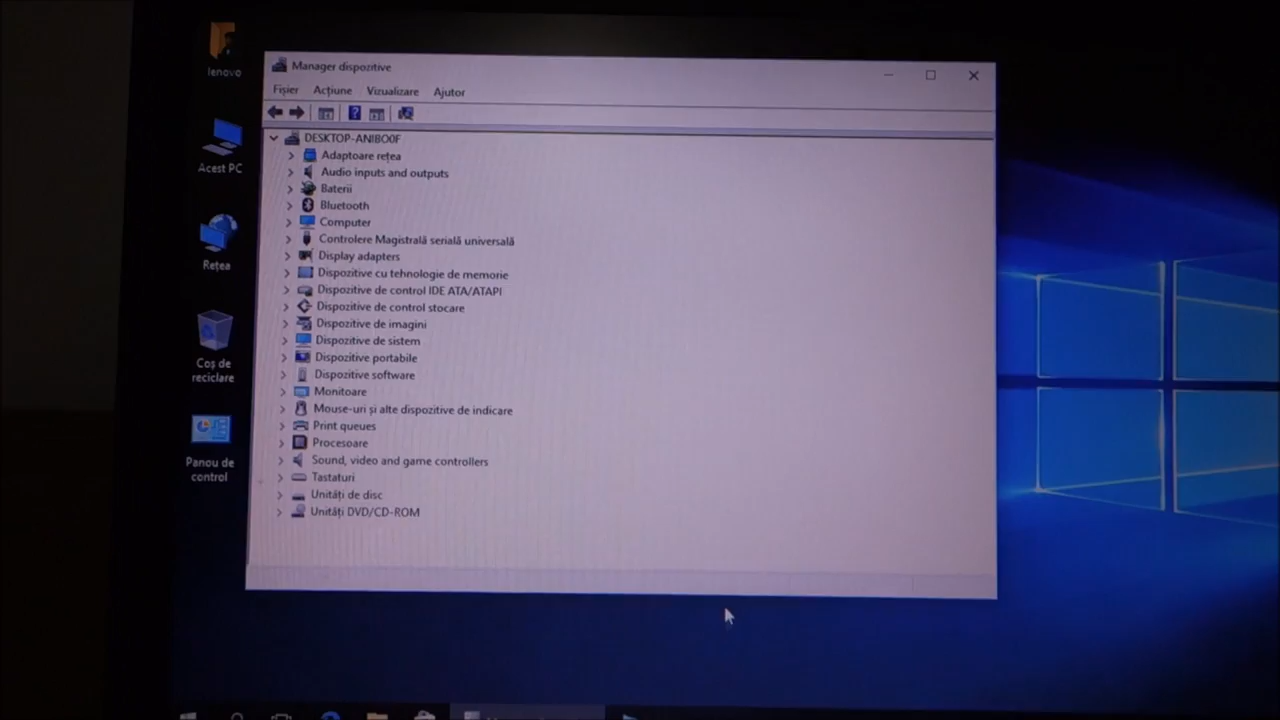 lenovo
Acest PC
Rețea
Coș de
reciclare
Panou de
control
Manager dispozitive
Fișier Acțiune Vizualizare Ajutor
DESKTOP-ANIBO0F
Adaptoare rețea
Audio inputs and outputs
Baterii
Bluetooth
Computer
Controlere Magistrală serială universală
Display adapters
Dispozitive cu tehnologie de memorie
Dispozitive de control IDE ATA/ATAPI
Dispozitive de control stocare
Dispozitive de imagini
Dispozitive de sistem
Dispozitive portabile
Dispozitive software
Monitoare
Mouse-uri și alte dispozitive de indicare
Print queues
Procesoare
Sound, video and game controllers
Tastaturi
Unități de disc
Unități DVD/CD-ROM